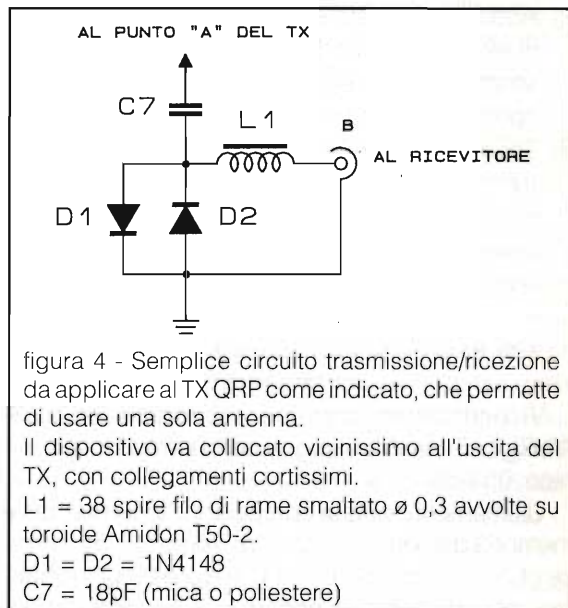 AL PUNTO "A" DEL TX
C7
L1
B
AL RICEVITORE
D1
D2
figura 4 - Semplice circuito trasmissione/ricezione
da applicare al TX QRP come indicato, che permette
di usare una sola antenna.
Il dispositivo va collocato vicinissimo all'uscita del
TX, con collegamenti cortissimi.
L1 = 38 spire filo di rame smaltato ø 0,3 avvolte su
toroide Amidon T50-2.
D1 = D2 = 1N4148
C7 = 18pF (mica o poliestere)